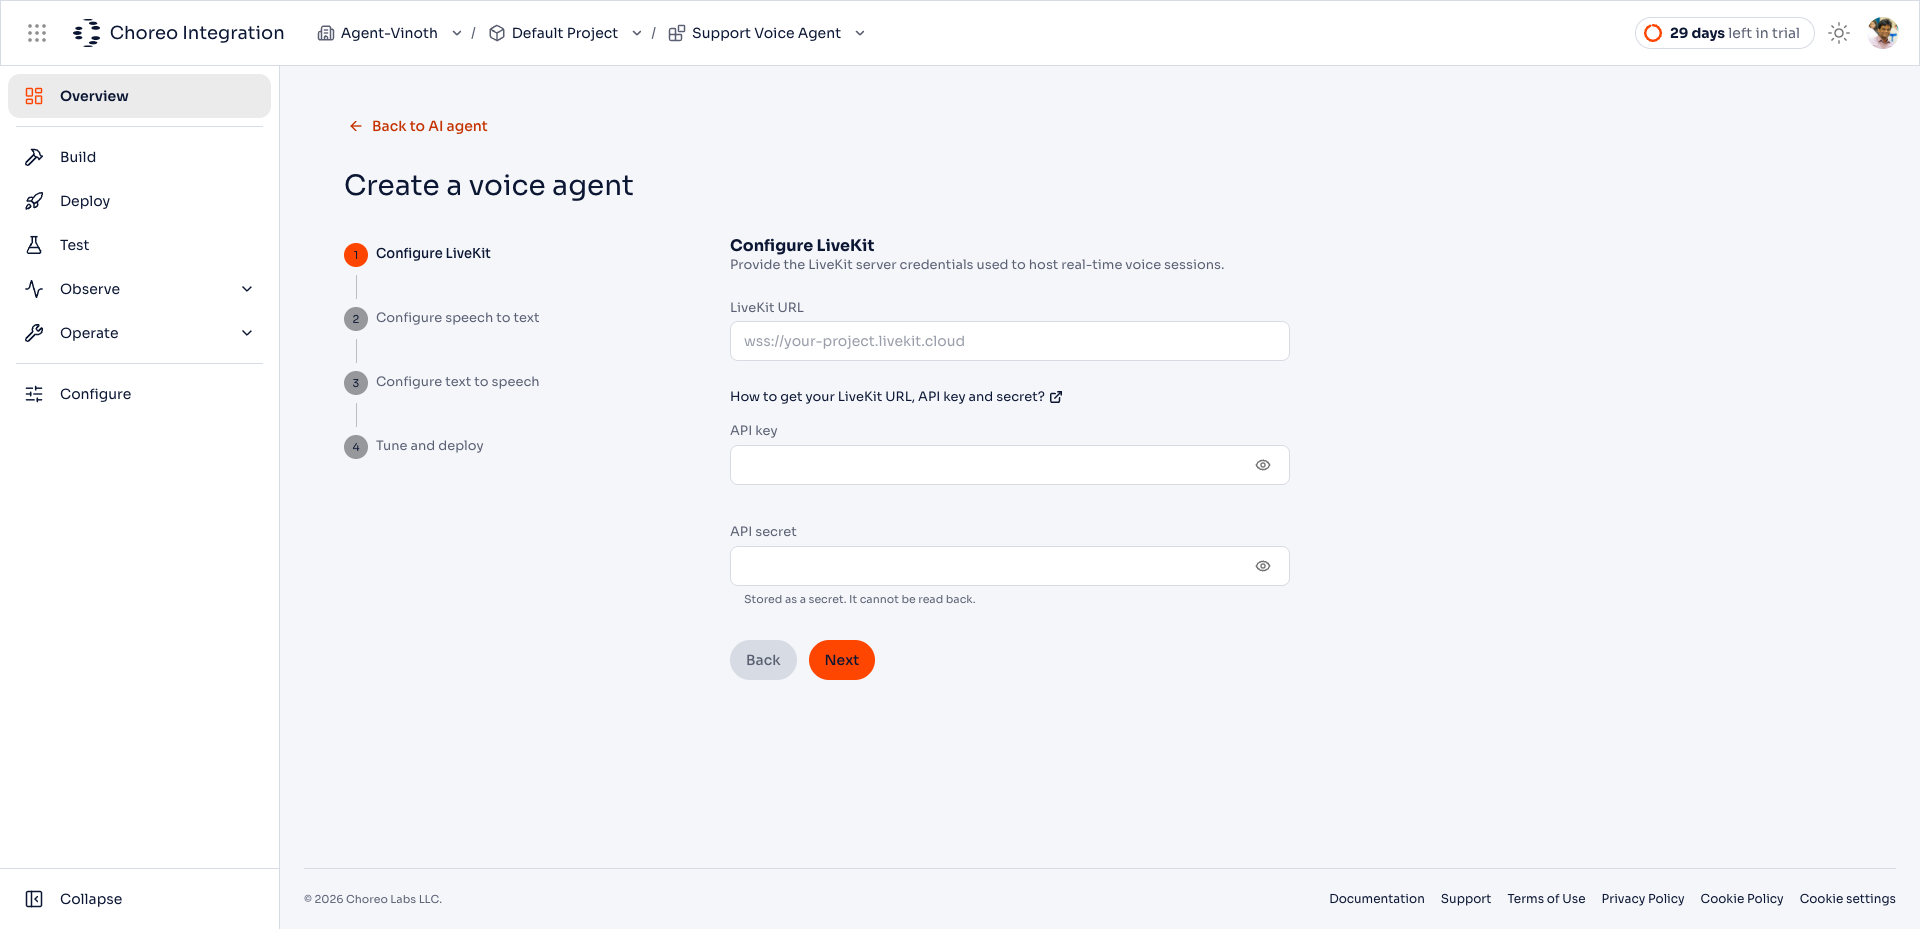 Choreo Integration
Agent-Vinoth / Default Project / Support Voice Agent
29 days left in trial
Overview
Build
Deploy
Test
Observe
Operate
Configure
Collapse
Back to AI agent
Create a voice agent
1 Configure LiveKit
2 Configure speech to text
3 Configure text to speech
4 Tune and deploy
Configure LiveKit
Provide the LiveKit server credentials used to host real-time voice sessions.
LiveKit URL
wss://your-project.livekit.cloud
How to get your LiveKit URL, API key and secret?
API key
API secret
Stored as a secret. It cannot be read back.
Back Next
© 2026 Choreo Labs LLC.
Documentation Support Terms of Use Privacy Policy Cookie Policy Cookie settings